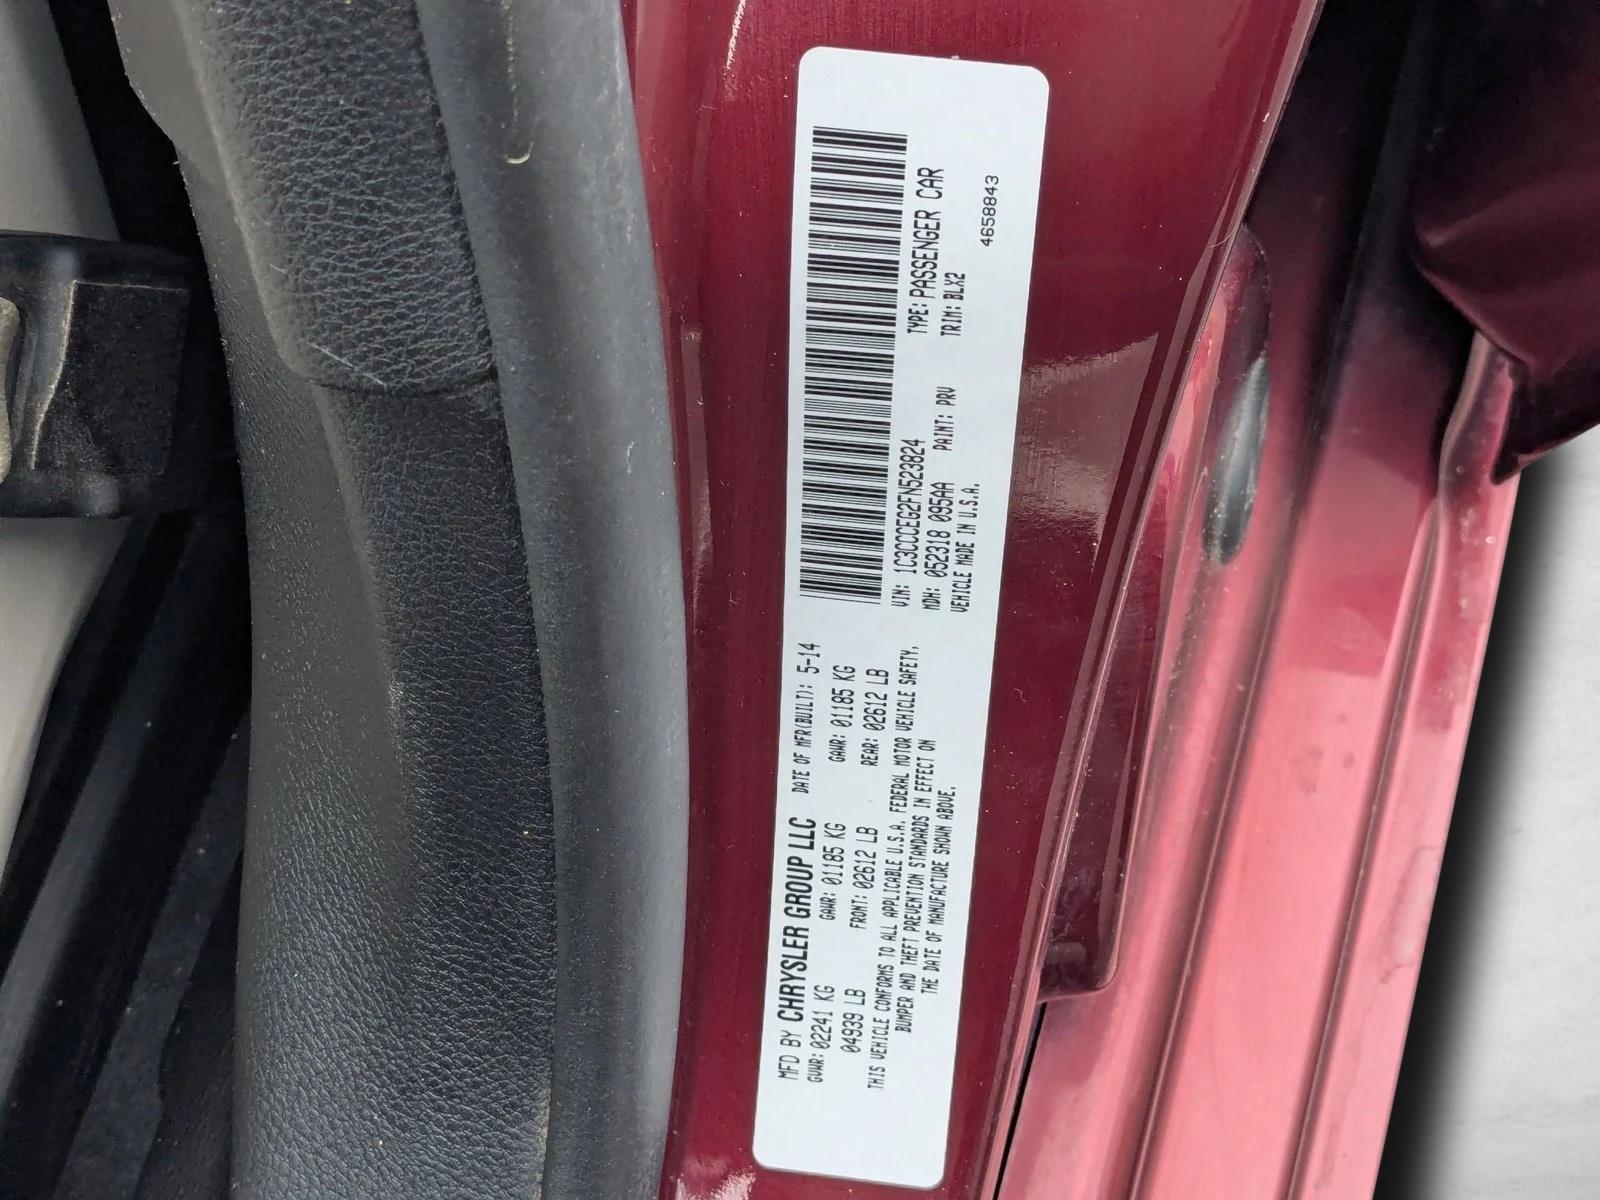 MFD BY CHRYSLER GROUP LLC DATE OF MFR(BUILT): 5-14
GVWR: 02241 KG GAWR: 01185 KG GAWR: 01185 KG
04939 LB FRONT: 02612 LB REAR: 02612 LB
THIS VEHICLE CONFORMS TO ALL APPLICABLE U.S.A. FEDERAL MOTOR VEHICLE SAFETY,
BUMPER AND THEFT PREVENTION STANDARDS IN EFFECT ON
THE DATE OF MANUFACTURE SHOWN ABOVE.
VIN: 1C3CCCEG2FN523824 TYPE: PASSENGER CAR
MDH: 052318 095AA PAINT: PRV TRIM: BLX2
VEHICLE MADE IN U.S.A.
4658843